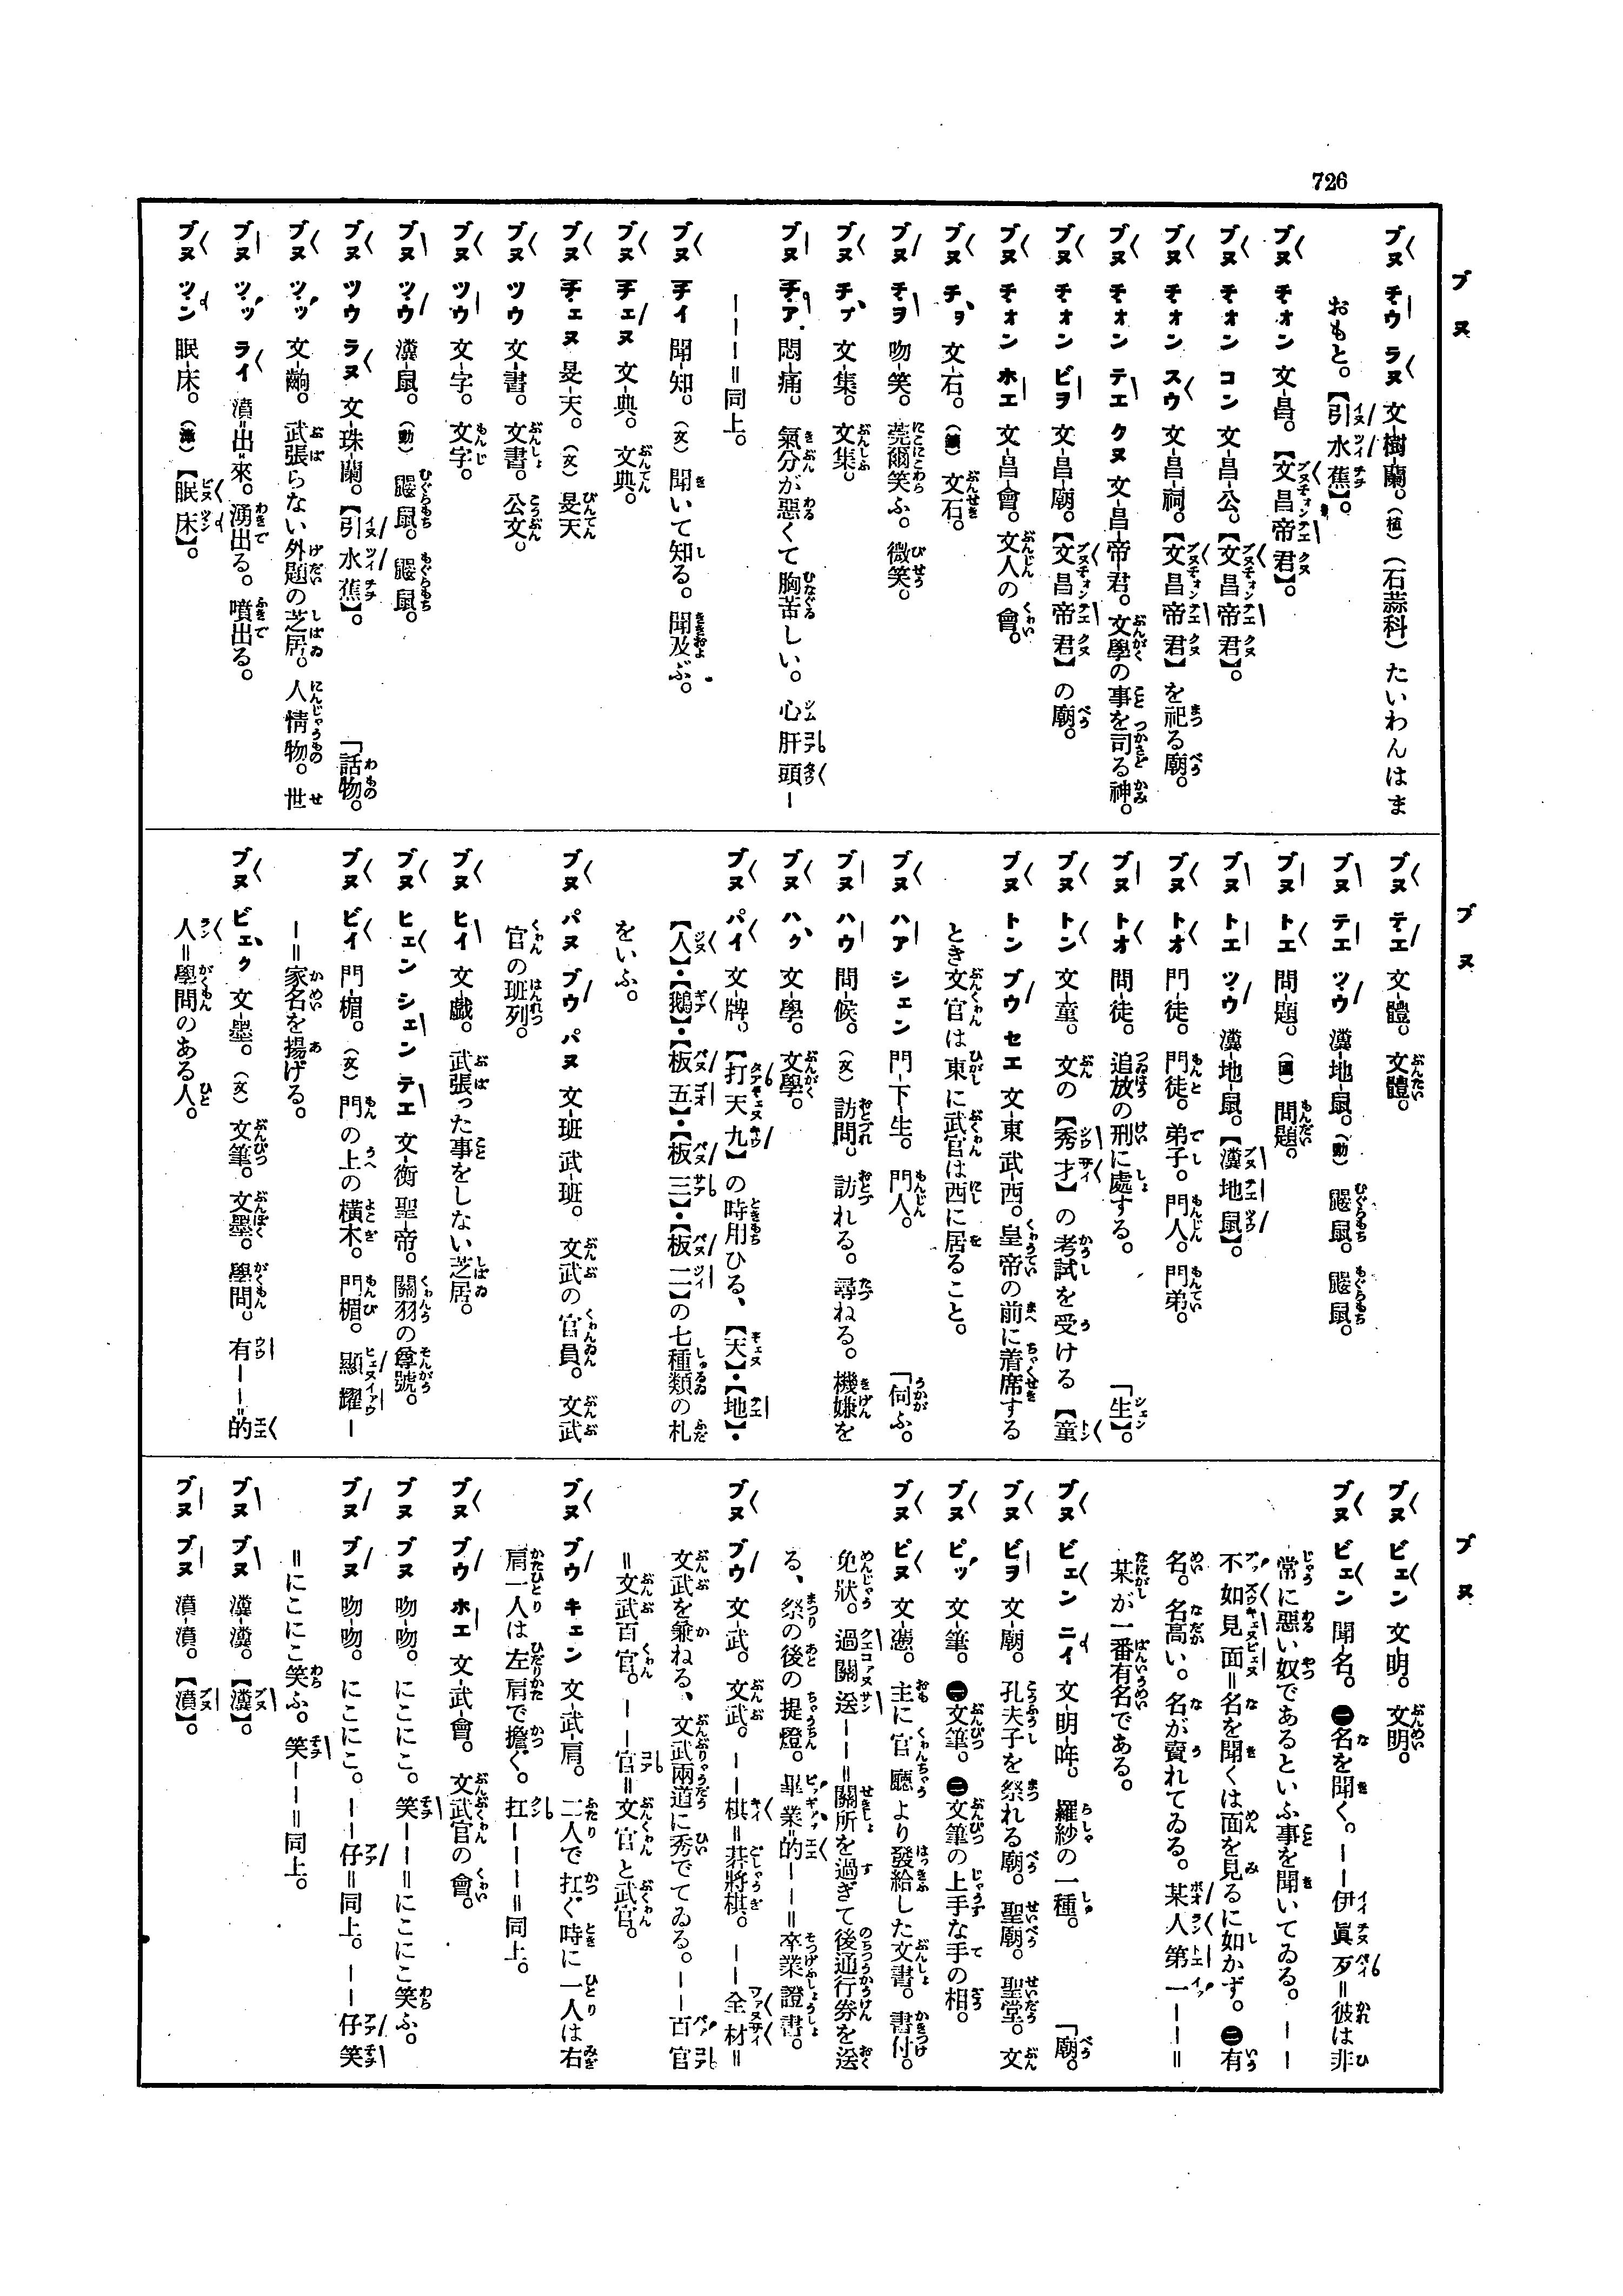 726
ブヌ
ブヌ チウ ラヌ 文-樹-蘭。(植)(石蒜科)たいわんはま
おもと。【引水蕉】。
ブヌ チォン 文-昌。【文昌帝君】。
ブヌ チォン コン 文-昌-公。【文昌帝君】。
ブヌ チォン スウ 文-昌-祠。【文昌帝君】を祀る廟。
ブヌ チォン テエ クヌ 文-昌-帝-君。文學の事を司る神。
ブヌ チォン ビヲ 文-昌-廟。【文昌帝君】の廟。
ブヌ チォン ホエ 文-昌-會。文人の會。
ブヌ チョ 文-石。(鑛)文石。
ブヌ チヲ 吻-笑。莞爾笑ふ。微笑。
ブヌ チプ 文-集。文集。
ブヌ チア 悶-痛。氣分が惡くて胸苦しい。心肝頭ー
ーーー=同上。
ブヌ チイ 聞-知。(文)聞いて知る。聞及ぶ。
ブヌ チェヌ 文-典。文典。
ブヌ チェヌ 旻-天。(文)旻天
ブヌ ツウ 文-書。文書。公文。
ブヌ ツウ 文-字。文字。
ブヌ ツウ 糞-鼠。(動)鼴鼠。鼴鼠。
ブヌ ツウ ラヌ 文-珠-蘭。【引水蕉】。 「話物。
ブヌ ツッ 文-齣。武張らない外題の芝居。人情物。世
ブヌ ツッ ライ 濆=出=來。湧出る。噴出る。
ブヌ ツン 眠-床。【眠床】。
ブヌ
ブヌ テエ 文-體。文體。
ブヌ テエ ツウ 糞-地-鼠。(動)鼴鼠。鼴鼠。
ブヌ トエ 問-題。(國)問題。
ブヌ トエ ツウ 糞-地-鼠。【糞地鼠】。
ブヌ トオ 門-徒。門徒。弟子。門人。門弟。
ブヌ トオ 問-徒。追放の刑に處する。 「生】。
ブヌ トン 文-童。文の【秀才】の考試を受ける【童
ブヌ トン ブウ セエ 文-東 武-西。皇帝の前に着席する
とき文官は東に武官は西に居ること。
ブヌ ハア シェン 門-下-生。門人。 「伺ふ。
ブヌ ハウ 問-候。(文)訪問。訪れる。尋ねる。機嫌を
ブヌ ハク 文-學。文學。
ブヌ パイ 文-牌。【打天九】の時用ひる、【天】・【地】・
【人】・【鵝】・【板五】・【板三】・【板二】の七種類の札
をいふ。
ブヌ パヌ ブウ パヌ 文-班 武-班。文武の官員。文武
官の班列。
ブヌ ヒイ 文-戲。武張った事をしない芝居。
ブヌ ヒェン シェン テエ 文-衡 聖-帝。關羽の尊號。
ブヌ ビイ 門-楣。(文)門の上の橫木。門楣。顯耀ー
ー=家名を揚げる。
ブヌ ビェク 文-墨。(文)文筆。文墨。學問。有ーー=的
人=學問のある人。
ブヌ
ブヌ ビェン 文-明。文明。
ブヌ ビェン 聞-名。㊀名を聞く。ーー伊眞歹=彼は非
常に惡い奴であるといふ事を聞いてゐる。ーー
不如見面=名を聞くは面を見るに如かず。㊁有
名。名高い。名が賣れてゐる。某人第一ーー=
某が一番有名である。
ブヌ ビェン ニイ 文-明-呢。羅紗の一種。 「廟。
ブヌ ビヲ 文-廟。孔夫子を祭れる廟。聖廟。聖堂。文
ブヌ ピッ 文-筆。㊀文筆。㊁文筆の上手な手の相。
ブヌ ピヌ 文-憑。主に官廳より發給した文書。書付。
免狀。過關送ーー=關所を過ぎて後通行券を送
る、祭の後の提燈。畢業=的ーー=卒業證書。
ブヌ ブウ 文-武。文武。ーー棋=碁將棋。ーー全材=
文武を兼ねる、文武兩道に秀でてゐる。ーー百官
=文武百官。ーー官=文官と武官。
ブヌ ブウ キェン 文-武-肩。二人で扛ぐ時に一人は右
肩一人は左肩で擔ぐ。扛ーーー=同上。
ブヌ ブウ ホエ 文-武-會。文武官の會。
ブヌ ブヌ 吻-吻。にこにこ。笑ーー=にこにこ笑ふ。
ブヌ ブヌ 吻-吻。にこにこ。ーー仔=同上。ーー仔笑
=にこにこ笑ふ。笑ーーー=同上。
ブヌ ブヌ 糞-糞。【糞】。
ブヌ ブヌ 濆-濆。【濆】。